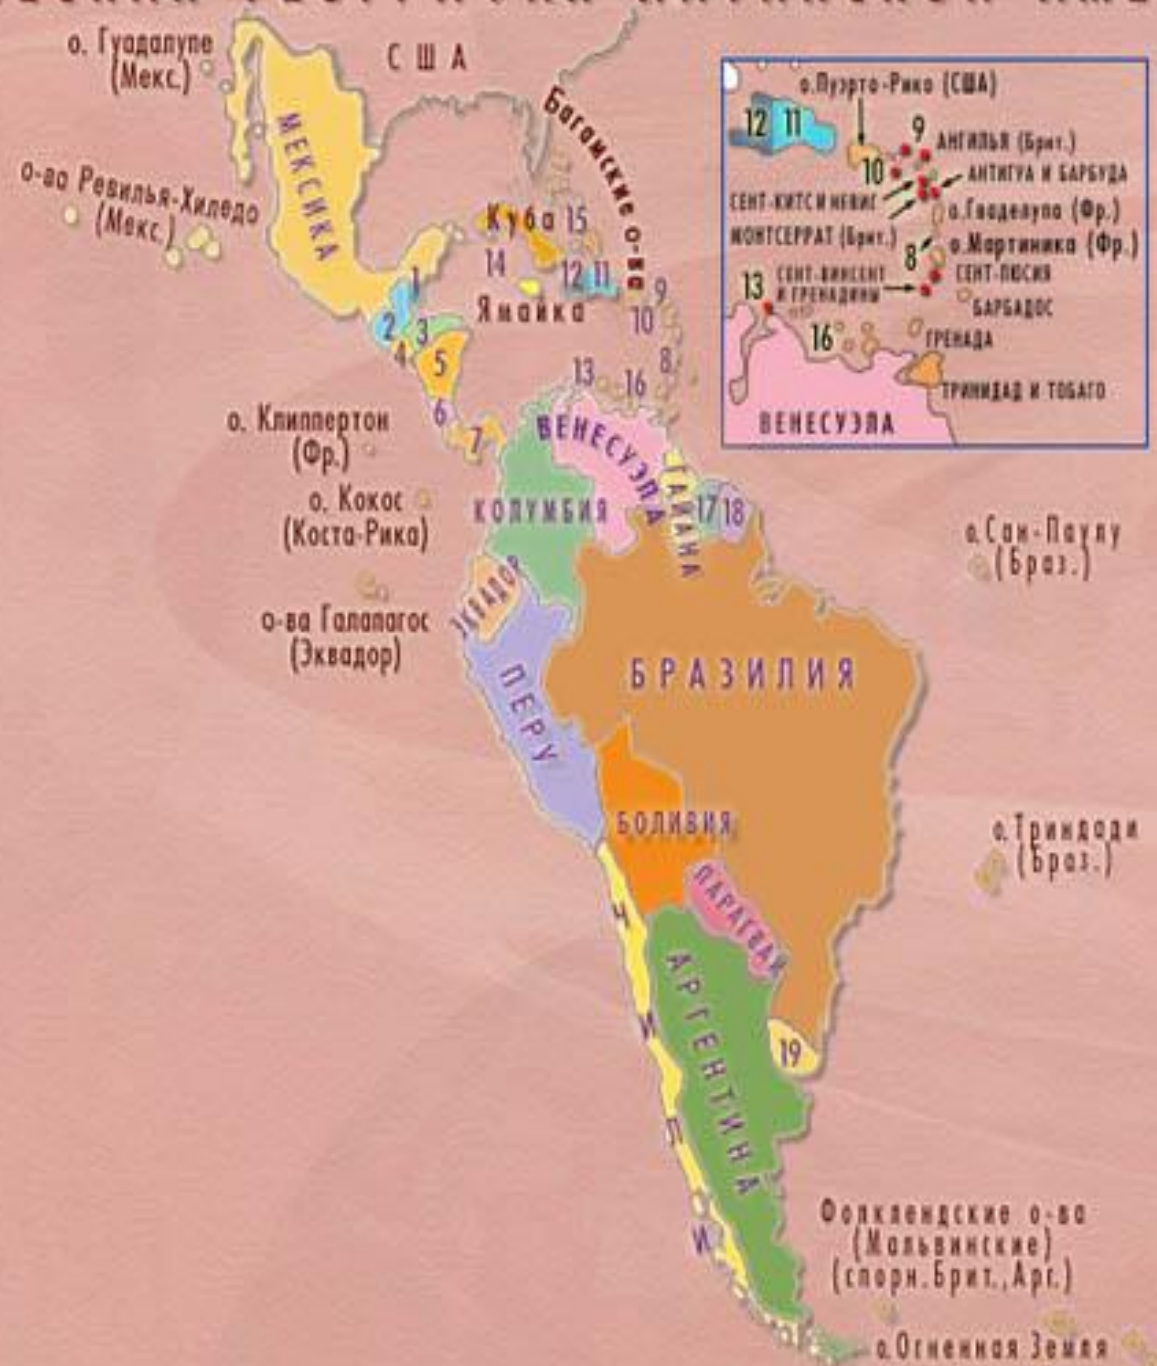 о. Гуадалупе
(Мекс.)
США
о-ва Ревилья-Хиледо
(Мекс.)
МЕКСИКА
Багамские о-ва
Куба
15
14
12
11
Ямайка
9
10
8
13
16
1
2
3
4
5
6
7
о. Клиппертон
(Фр.)
о. Кокос
(Коста-Рика)
о-ва Галапагос
(Эквадор)
ВЕНЕСУЭЛА
КОЛУМБИЯ
ГАЙАНА
17
18
ЭКВАДОР
ПЕРУ
БРАЗИЛИЯ
БОЛИВИЯ
ПАРАГВАЙ
ЧИЛИ
АРГЕНТИНА
19
о.Сан-Паулу
(Браз.)
о.Триндади
(Браз.)
Фолклендские о-ва
(Мальвинские)
(спорн.Брит.,Арг.)
о.Огненная Земля
о.Пуэрто-Рико (США)
12
11
9
АНГИЛЬЯ (Брит.)
10
АНТИГУА И БАРБУДА
СЕНТ-КИТС И НЕВИС
о.Гваделупа (Фр.)
МОНТСЕРРАТ (Брит.)
о.Мартиника (Фр.)
8
СЕНТ-ЛЮСИЯ
13
СЕНТ-ВИНСЕНТ
И ГРЕНАДИНЫ
БАРБАДОС
16
ГРЕНАДА
ТРИНИДАД И ТОБАГО
ВЕНЕСУЭЛА